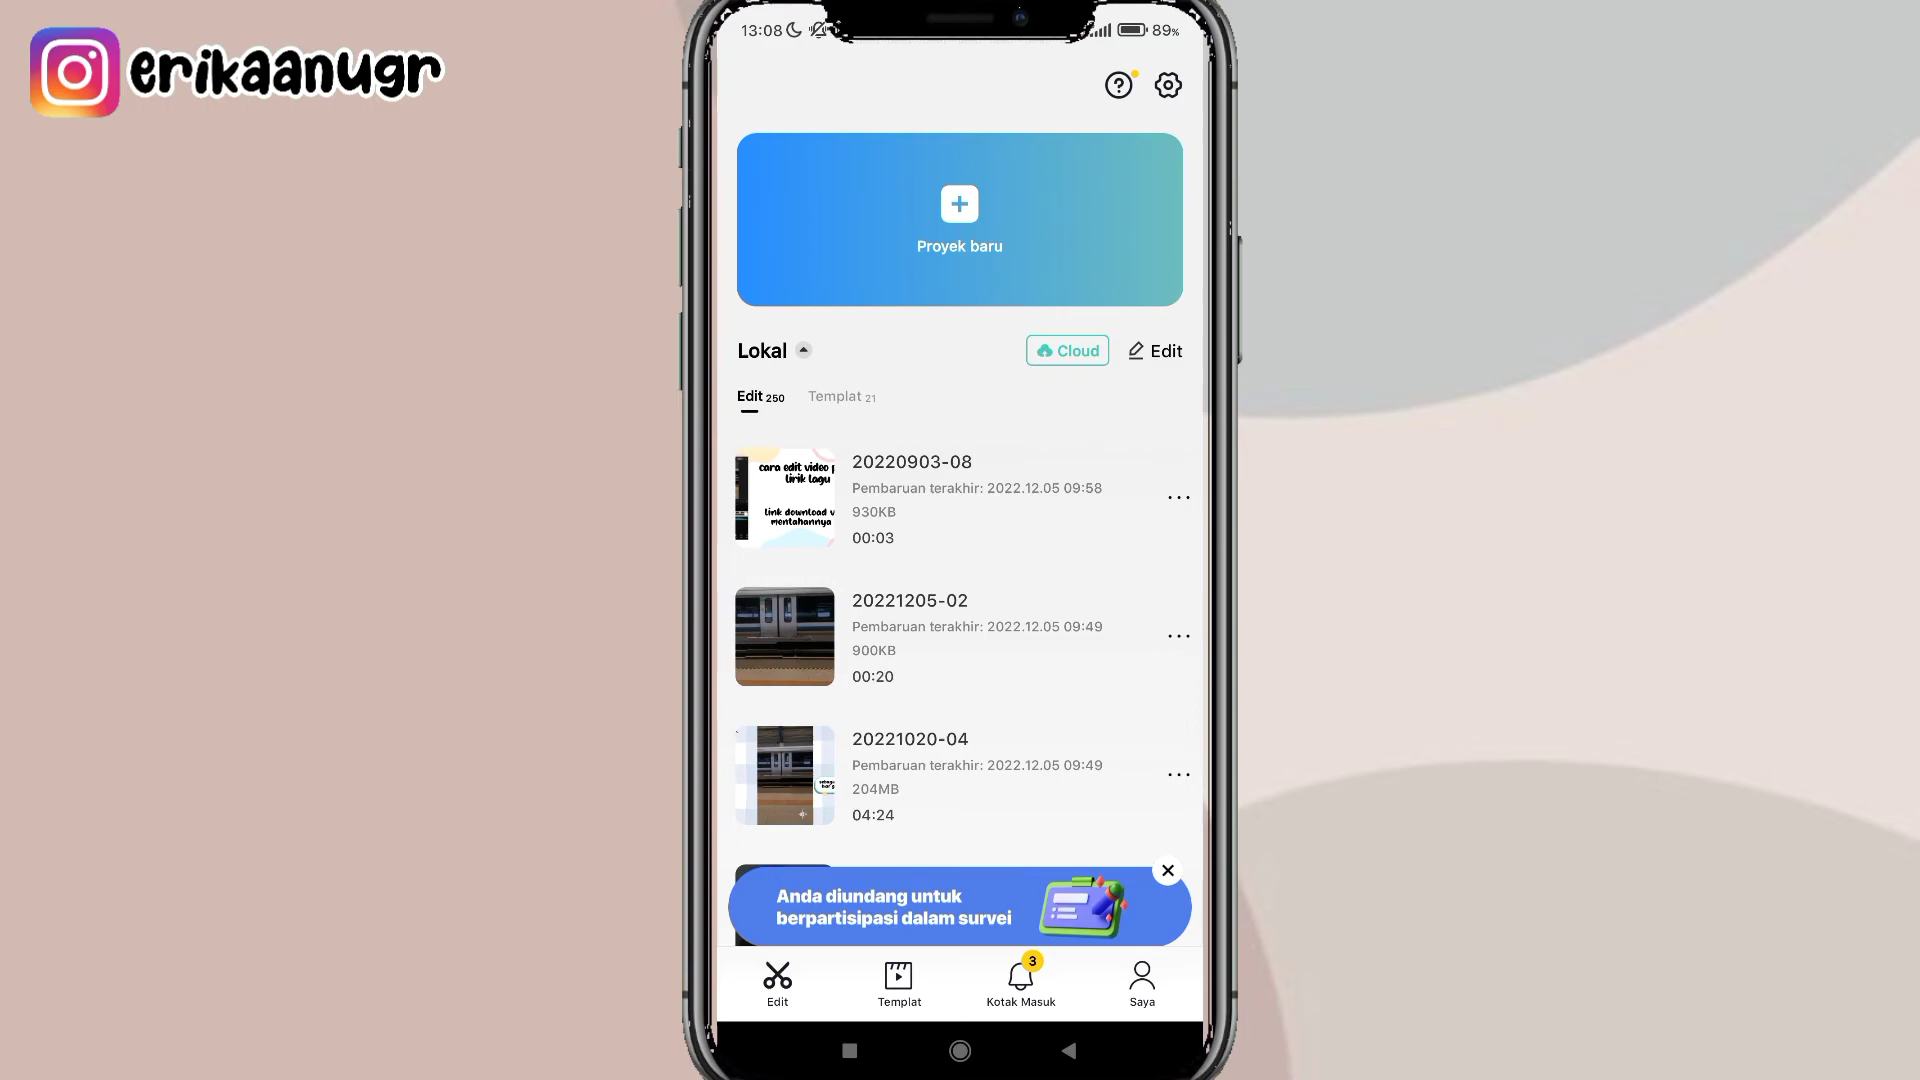 erikaanugr
13:08
89%
Proyek baru
Lokal
Cloud
Edit
Edit 250
Templat 21
cara edit video p
lirik lagu
link download v
mentahannya
20220903-08
Pembaruan terakhir: 2022.12.05 09:58
930KB
00:03
20221205-02
Pembaruan terakhir: 2022.12.05 09:49
900KB
00:20
20221020-04
Pembaruan terakhir: 2022.12.05 09:49
204MB
04:24
Anda diundang untuk
berpartisipasi dalam survei
3
Edit
Templat
Kotak Masuk
Saya